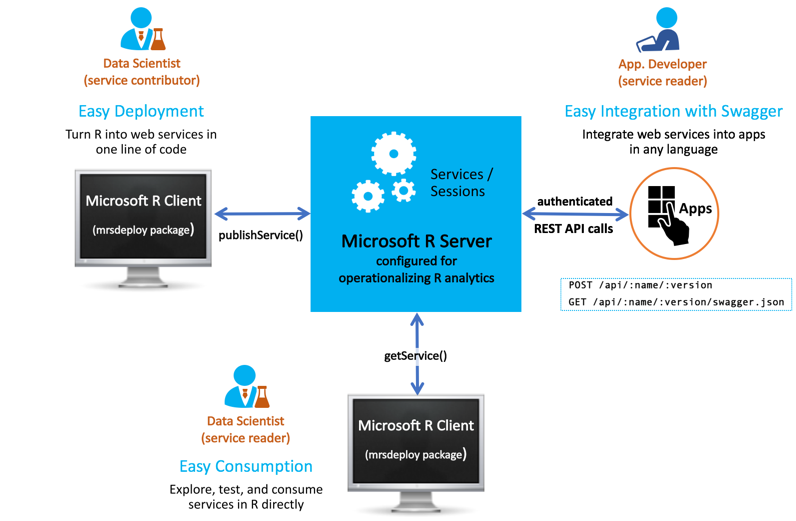 Data Scientist
(service contributor)
Easy Deployment
Turn R into web services in
one line of code
Microsoft R Client
(mrsdeploy package)
publishService()
Services /
Sessions
Microsoft R Server
configured for
operationalizing R analytics
App. Developer
(service reader)
Easy Integration with Swagger
Integrate web services into apps
in any language
authenticated
REST API calls
Apps
POST /api/:name/:version
GET /api/:name/:version/swagger.json
getService()
Data Scientist
(service reader)
Easy Consumption
Explore, test, and consume
services in R directly
Microsoft R Client
(mrsdeploy package)